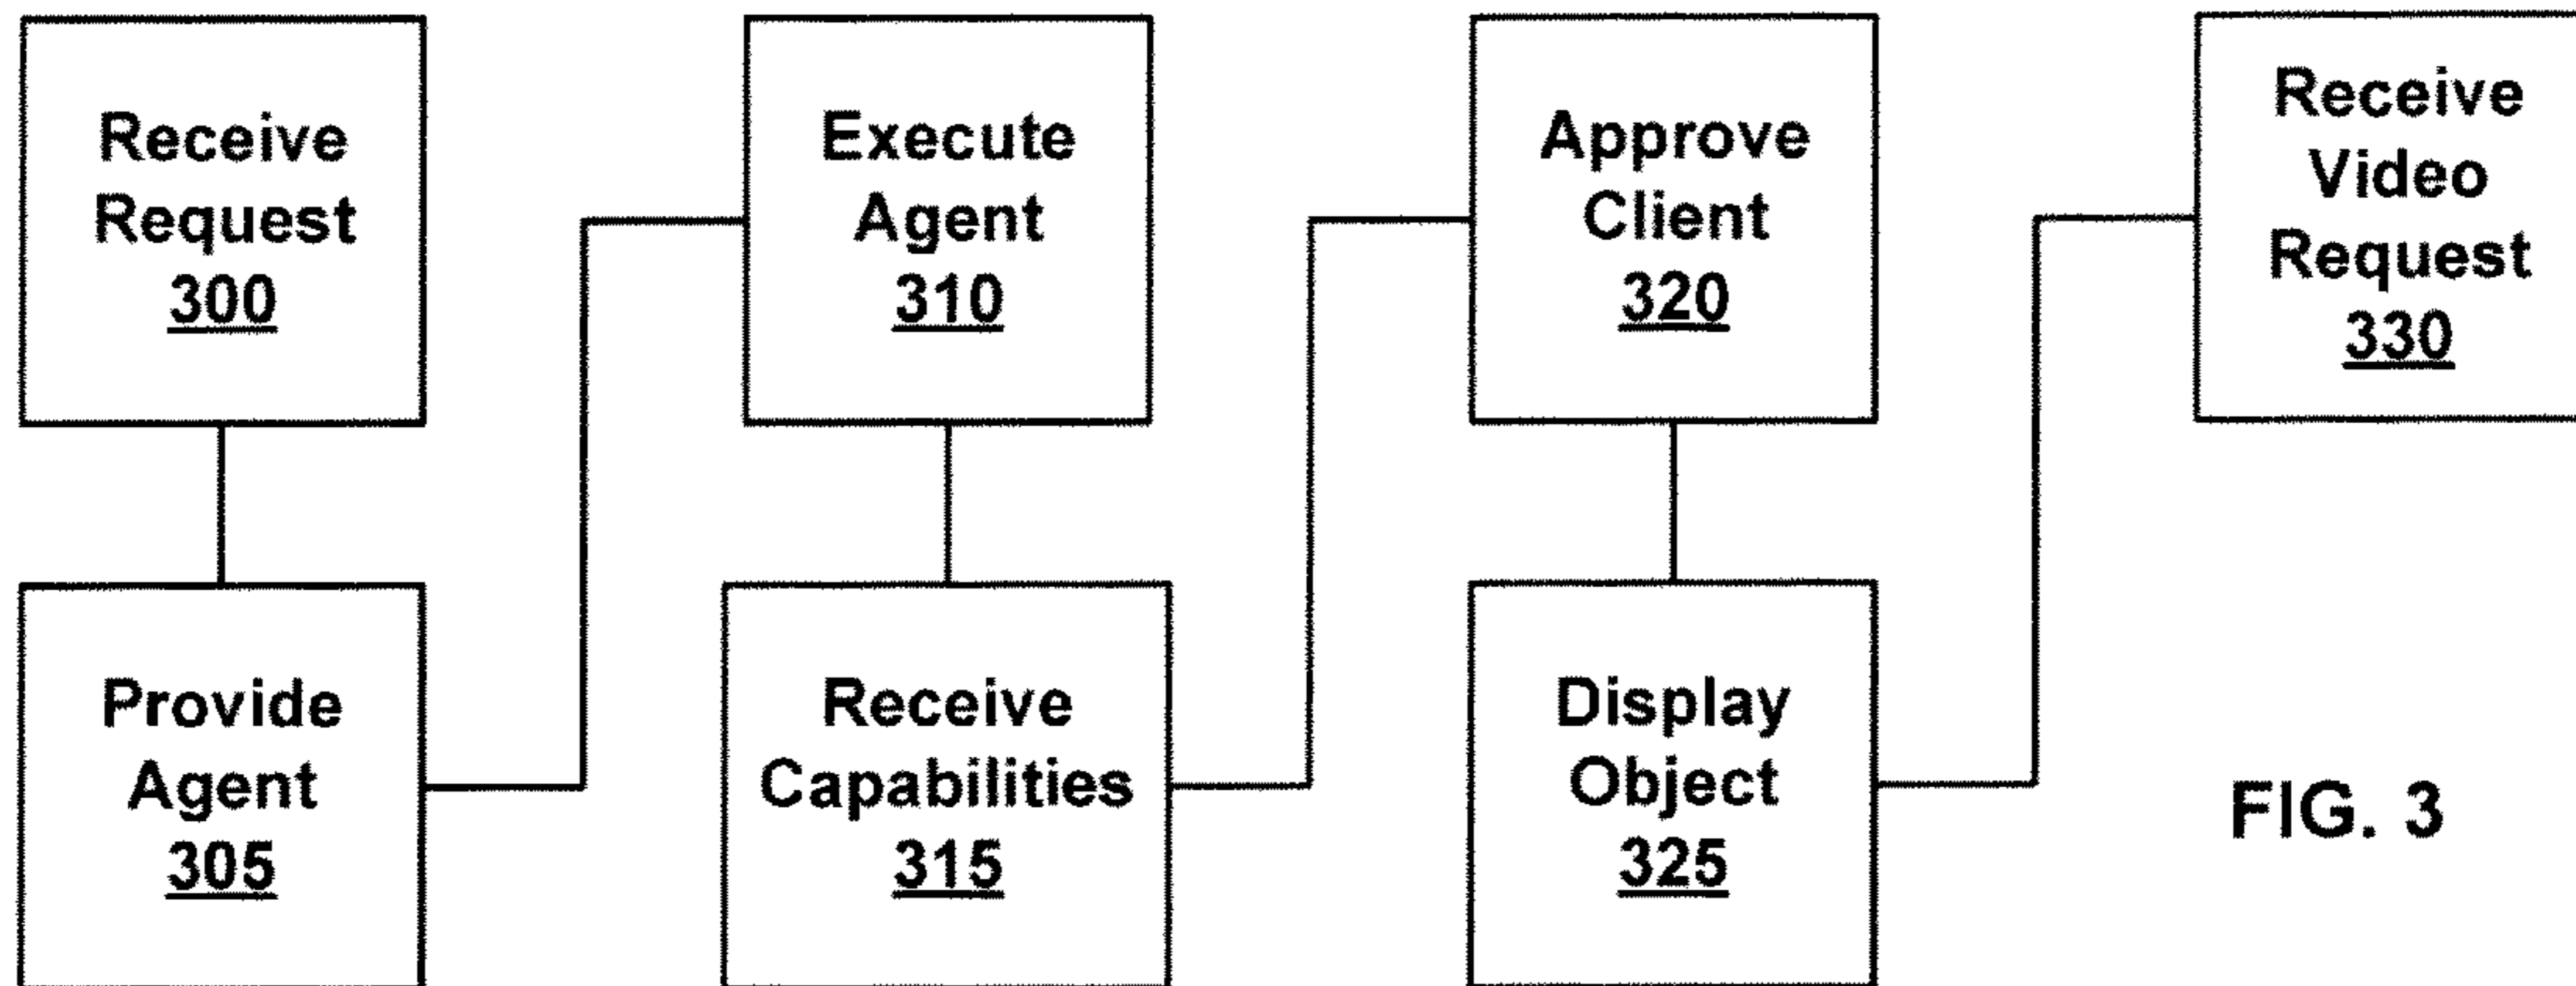 Receive
Request
300
Provide
Agent
305
Execute
Agent
310
Receive
Capabilities
315
Approve
Client
320
Display
Object
325
Receive
Video
Request
330
FIG. 3